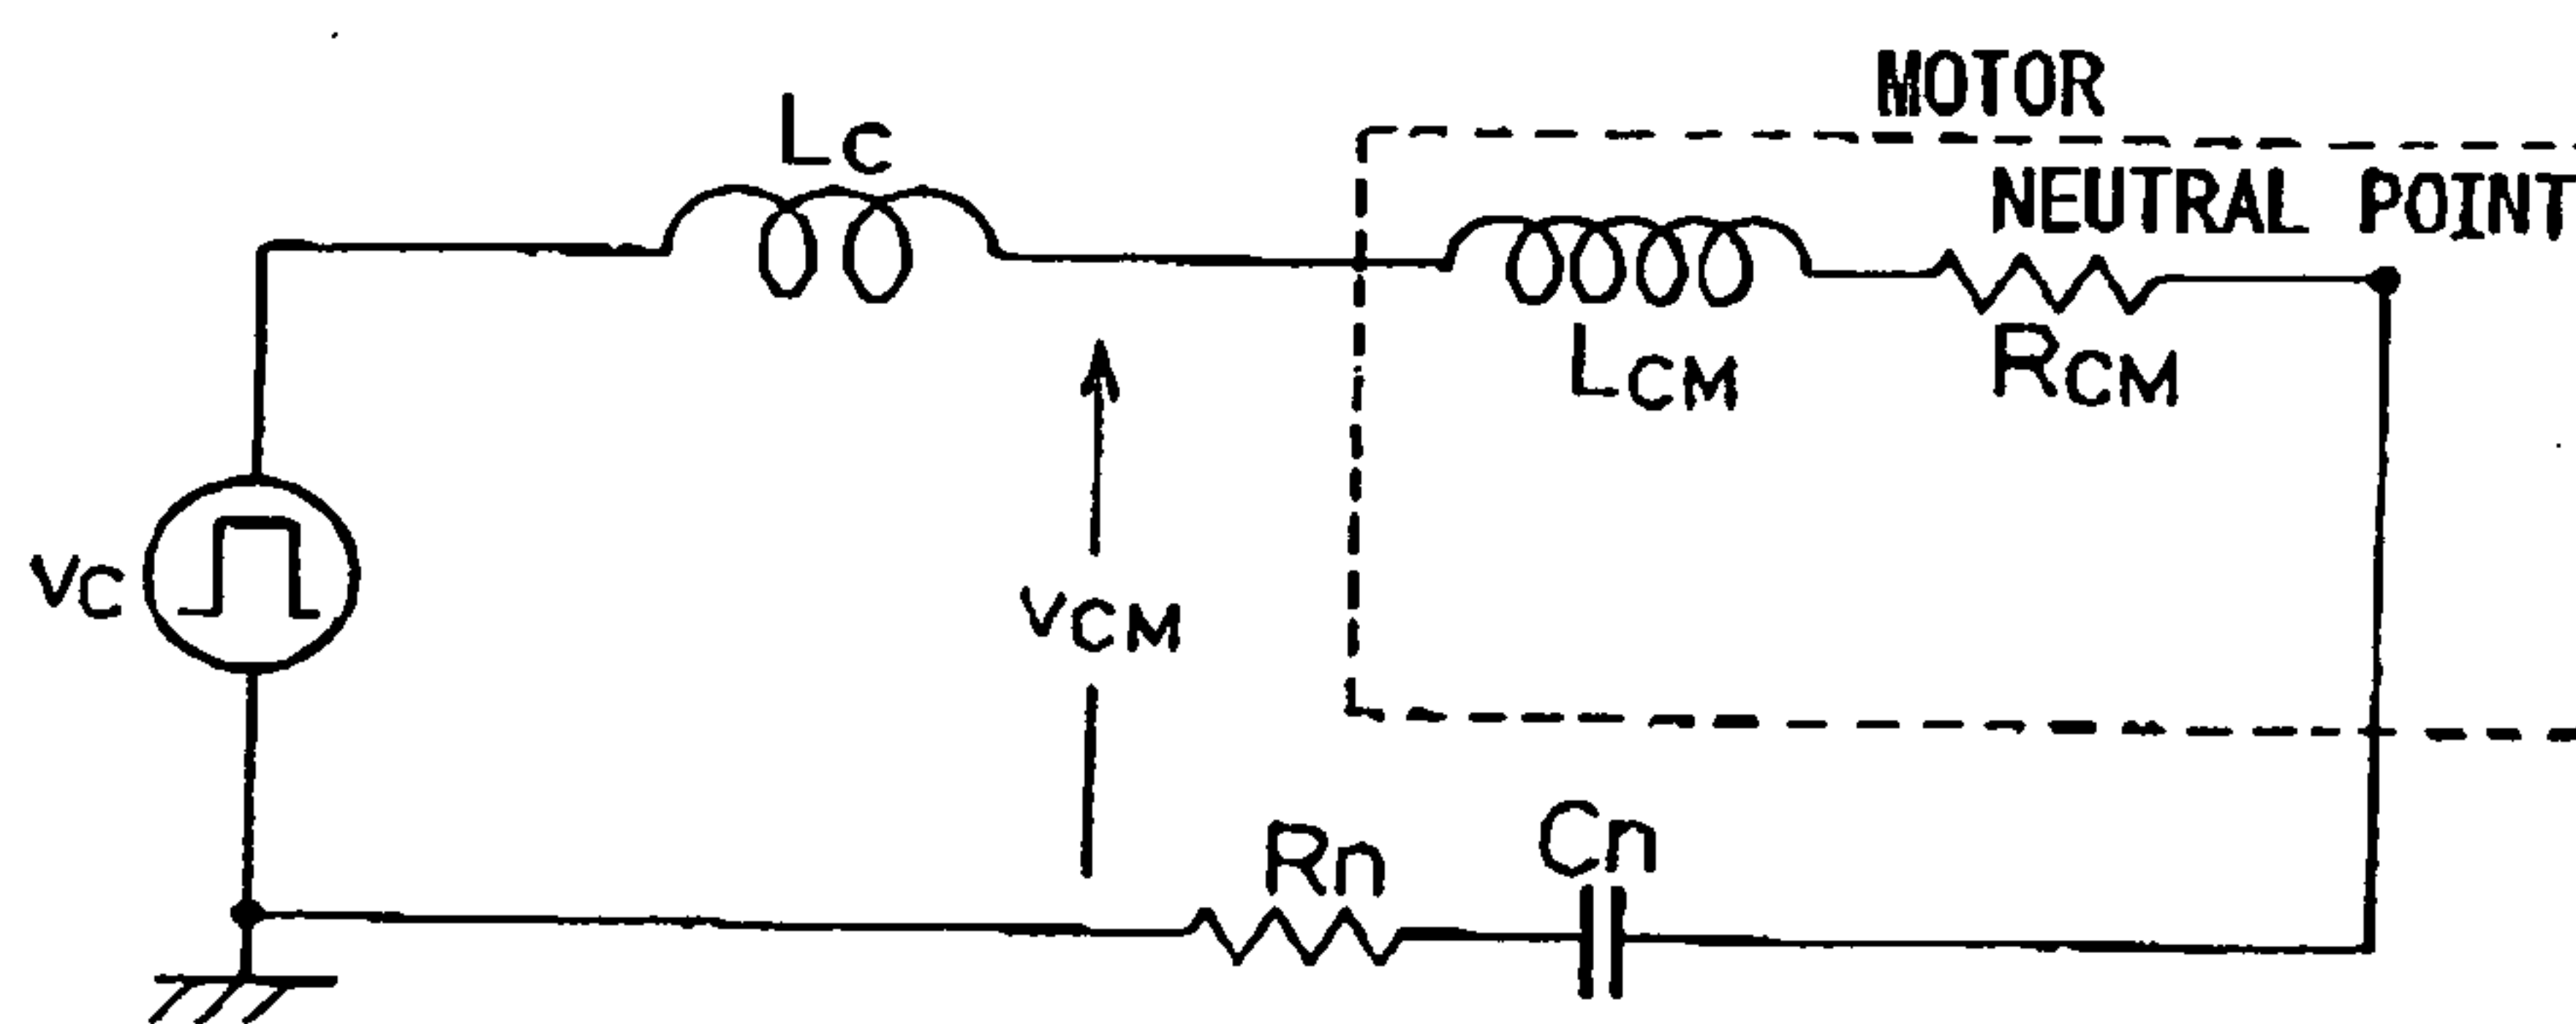 MOTOR
LC
NEUTRAL POINT
LCM
RCM
VC
VCM
Rn
Cn